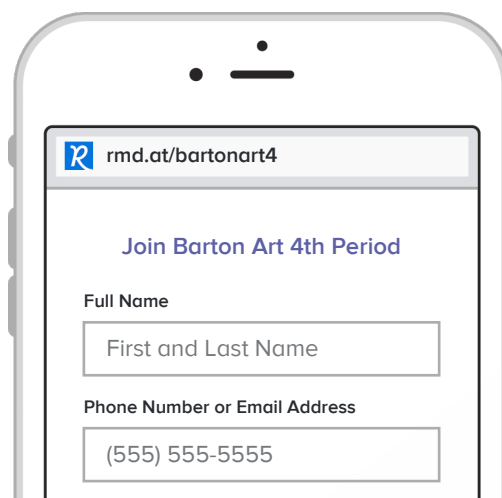 R rmd.at/bartonart4
Join Barton Art 4th Period
Full Name
First and Last Name
Phone Number or Email Address
(555) 555-5555